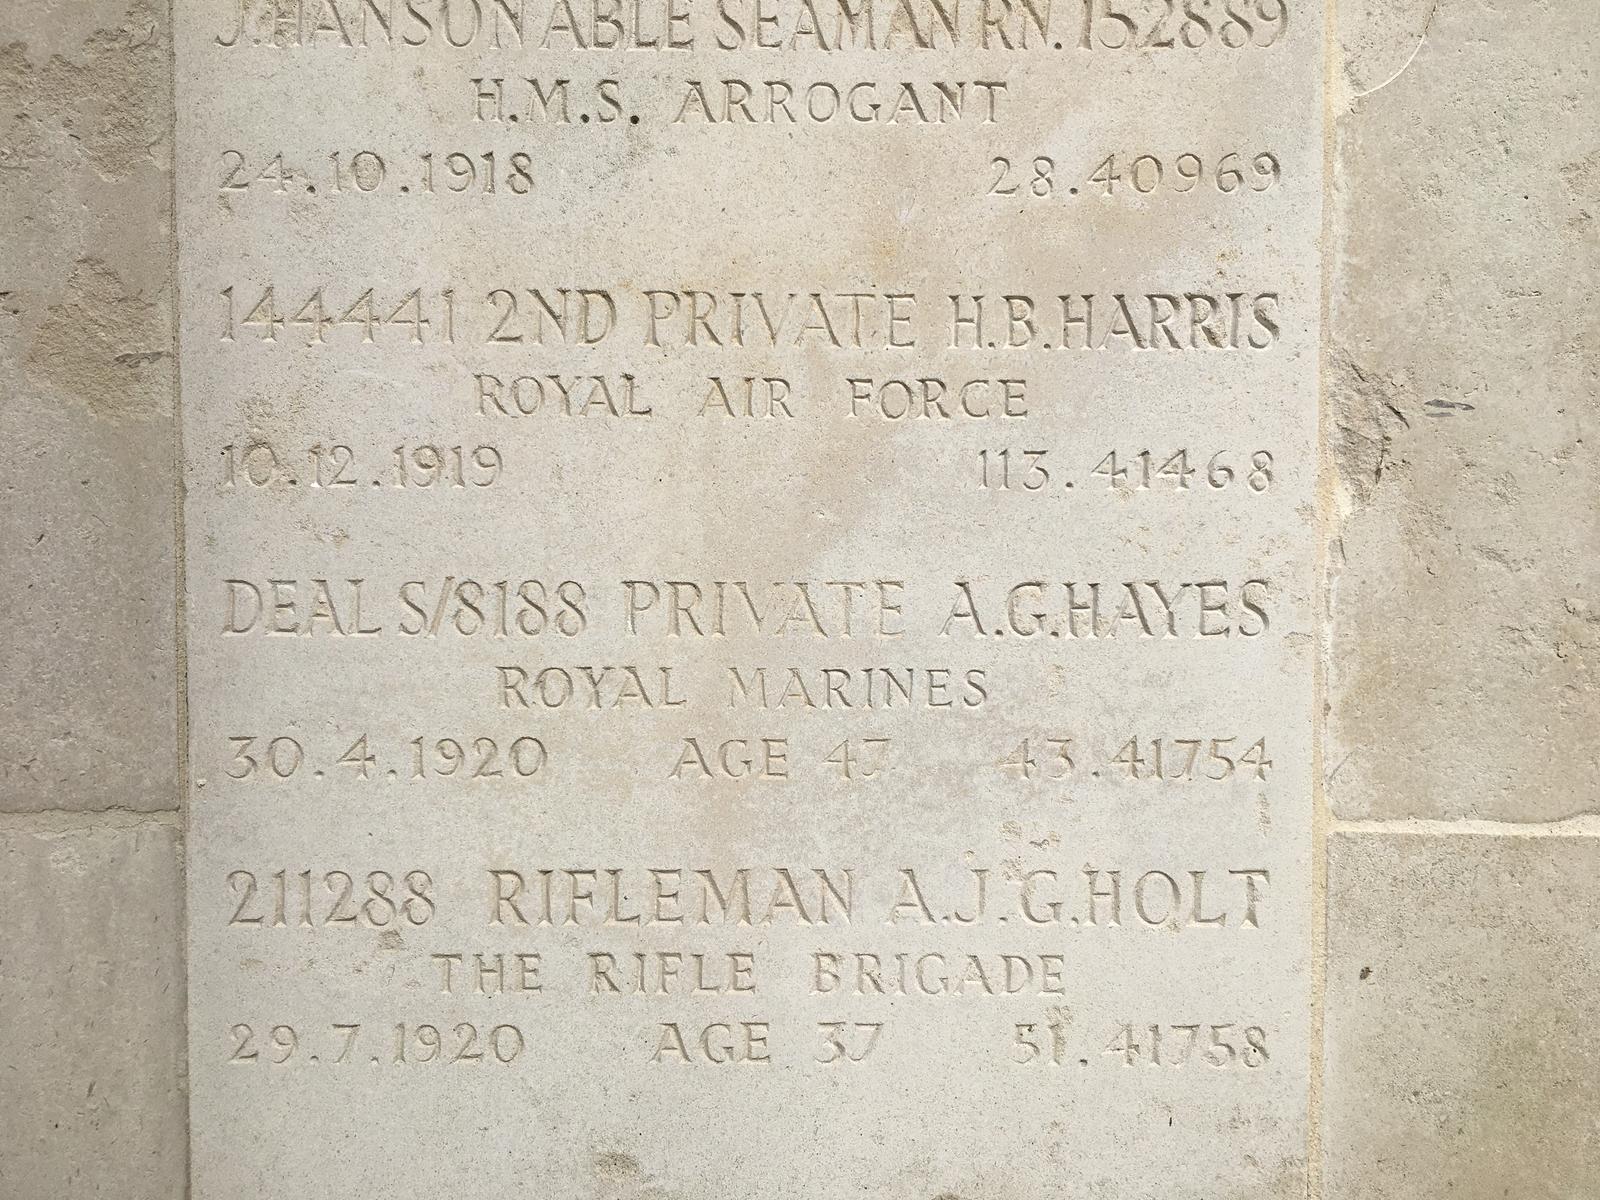 J.HANSON ABLE SEAMAN RN. 152889
H.M.S. ARROGANT
24.10.1918 28.40969
144441 2ND PRIVATE H.B.HARRIS
ROYAL AIR FORCE
10.12.1919 113.41468
DEAL S/8188 PRIVATE A.G.HAYES
ROYAL MARINES
30.4.1920 AGE 47 43.41754
211288 RIFLEMAN A.J.G.HOLT
THE RIFLE BRIGADE
29.7.1920 AGE 37 51.41758